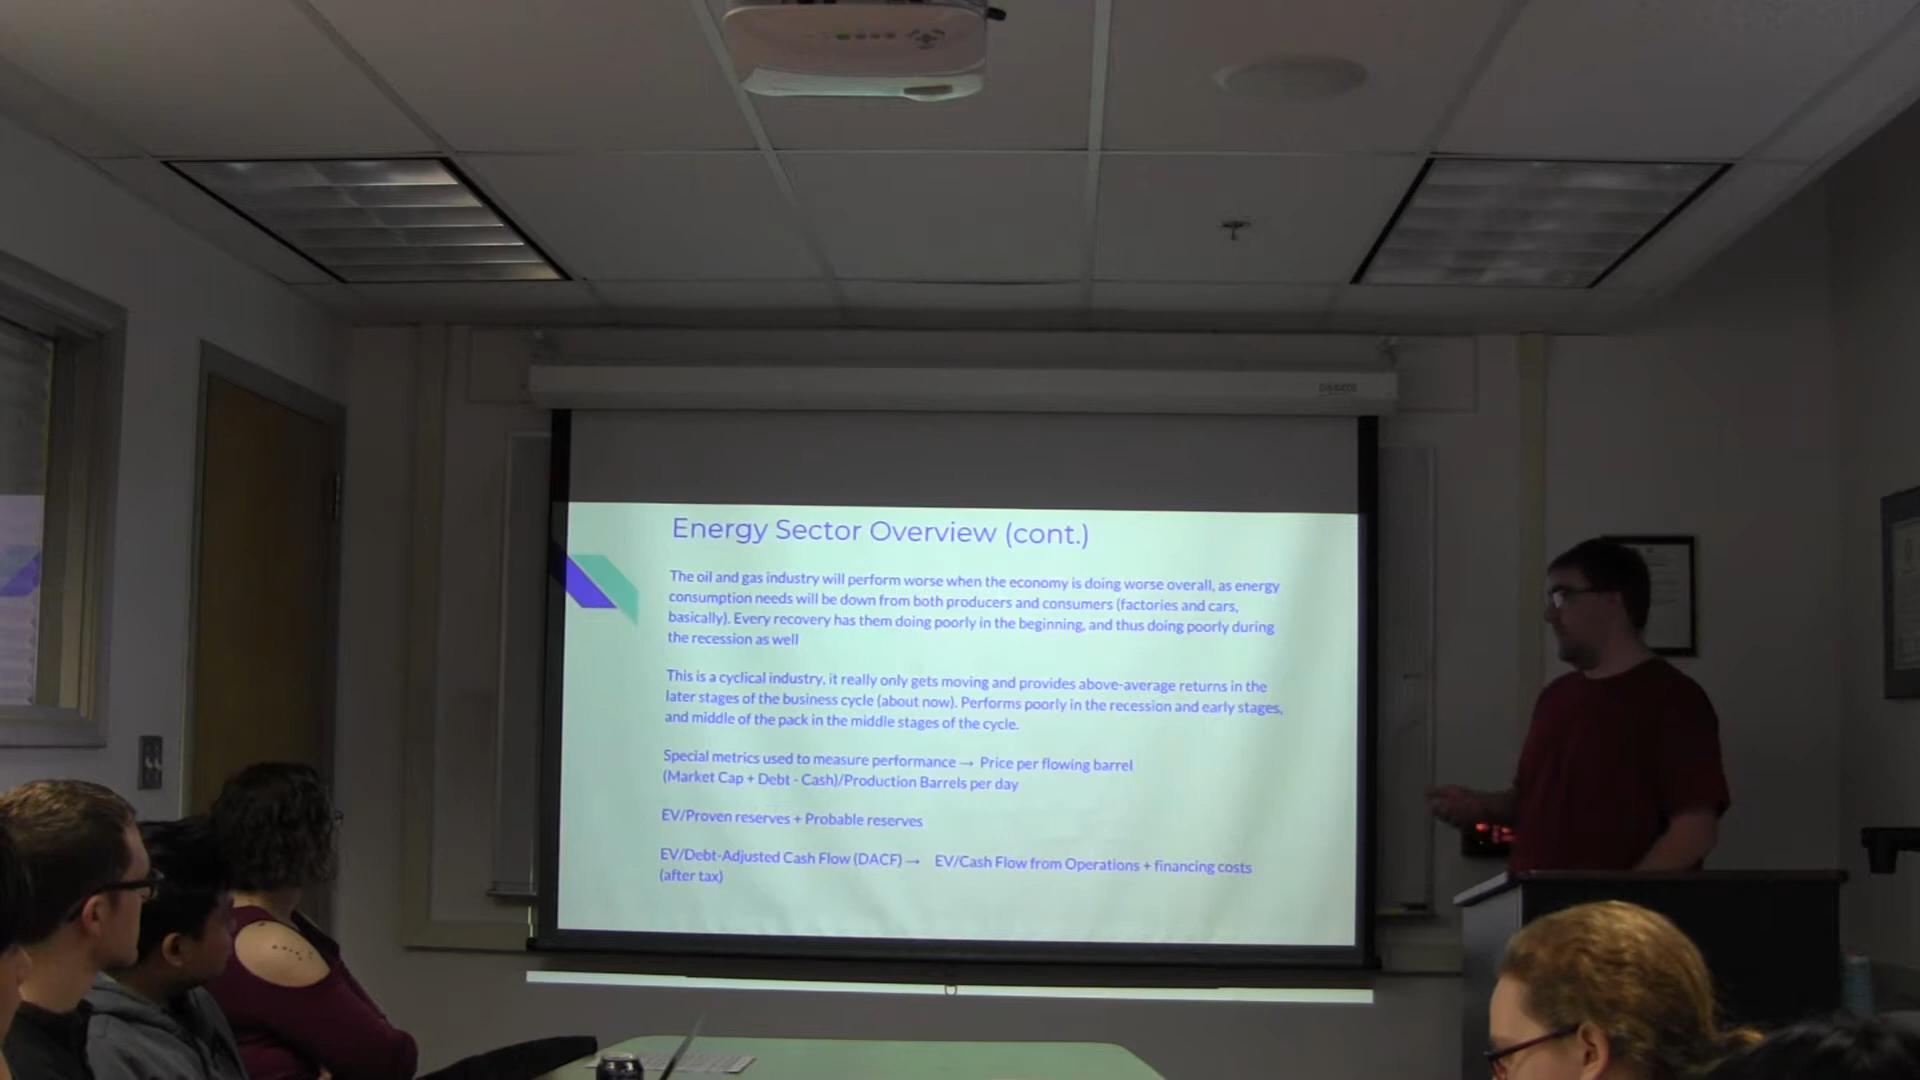 Energy Sector Overview (cont.)
The oil and gas industry will perform worse when the economy is doing worse overall, as energy
consumption needs will be down from both producers and consumers (factories and cars,
basically). Every recovery has them doing poorly in the beginning, and thus doing poorly during
the recession as well
This is a cyclical industry, it really only gets moving and provides above-average returns in the
later stages of the business cycle (about now). Performs poorly in the recession and early stages,
and middle of the pack in the middle stages of the cycle.
Special metrics used to measure performance → Price per flowing barrel
(Market Cap + Debt - Cash)/Production Barrels per day
EV/Proven reserves + Probable reserves
EV/Debt-Adjusted Cash Flow (DACF) → EV/Cash Flow from Operations + financing costs
(after tax)